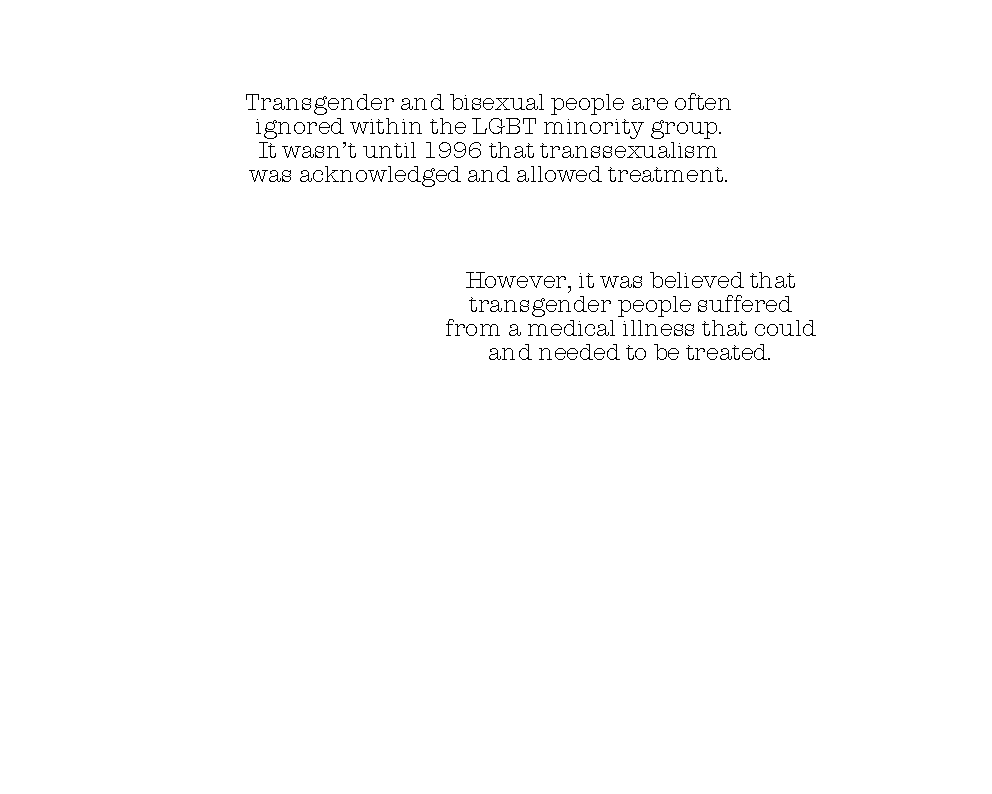 Transgender and bisexual people are often
ignored within the LGBT minority group.
It wasn’t until 1996 that transsexualism
was acknowledged and allowed treatment.
However, it was believed that
transgender people suffered
from a medical illness that could
and needed to be treated.